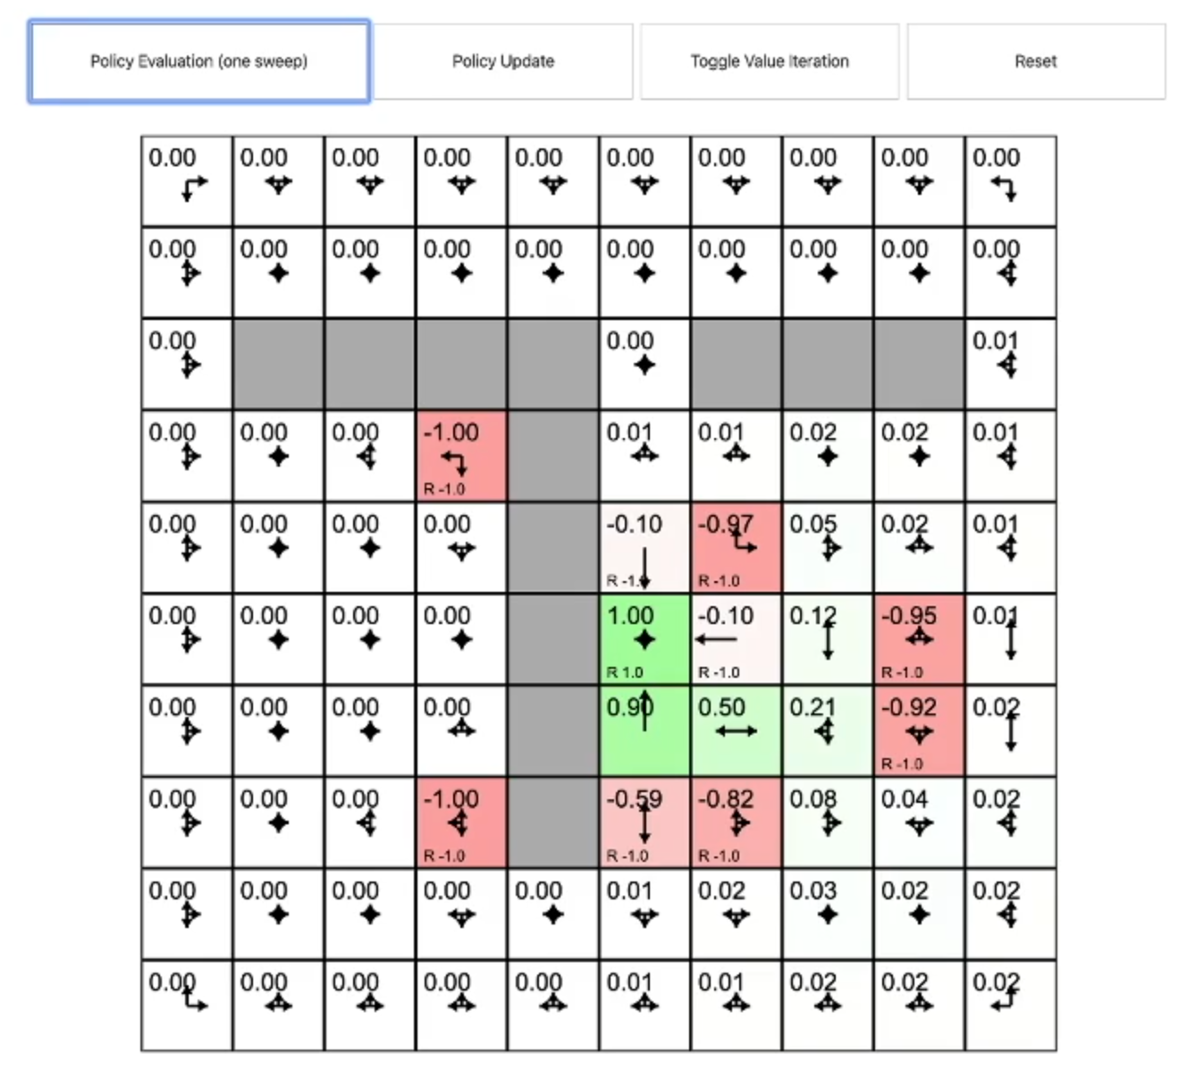 Policy Evaluation (one sweep) Policy Update Toggle Value Iteration Reset
0.00 0.00 0.00 0.00 0.00 0.00 0.00 0.00 0.00 0.00
0.00 0.00 0.00 0.00 0.00 0.00 0.00 0.00 0.00 0.00
0.00 0.00 0.01
0.00 0.00 0.00 -1.00 0.01 0.01 0.02 0.02 0.01
R -1.0
0.00 0.00 0.00 0.00 -0.10 -0.97 0.05 0.02 0.01
R -1.0 R -1.0
0.00 0.00 0.00 0.00 1.00 -0.10 0.12 -0.95 0.01
R 1.0 R -1.0 R -1.0
0.00 0.00 0.00 0.00 0.90 0.50 0.21 -0.92 0.02
R -1.0
0.00 0.00 0.00 -1.00 -0.59 -0.82 0.08 0.04 0.02
R -1.0 R -1.0 R -1.0
0.00 0.00 0.00 0.00 0.00 0.01 0.02 0.03 0.02 0.02
0.00 0.00 0.00 0.00 0.00 0.01 0.01 0.02 0.02 0.02